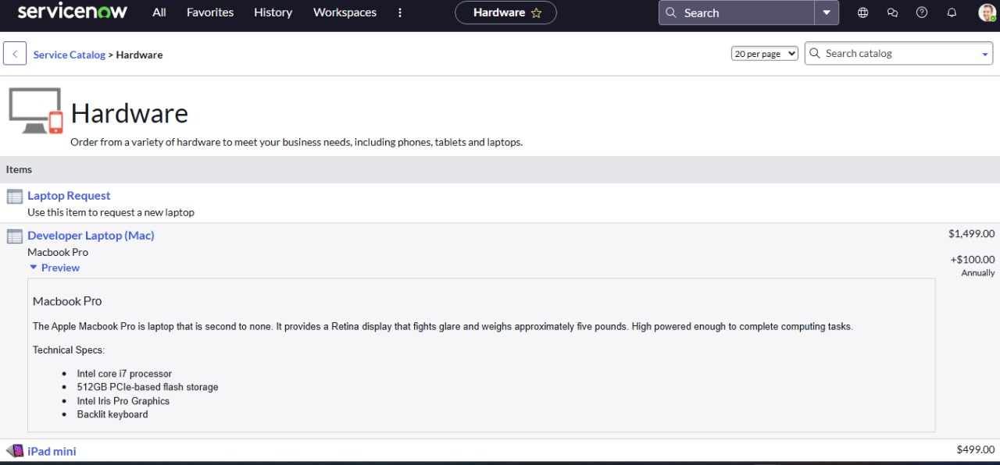 servicenow All Favorites History Workspaces Hardware Search
Service Catalog > Hardware 20 per page Search catalog
Hardware
Order from a variety of hardware to meet your business needs, including phones, tablets and laptops.
Items
Laptop Request
Use this item to request a new laptop
Developer Laptop (Mac) $1,499.00
Macbook Pro +$100.00
Preview Annually
Macbook Pro
The Apple Macbook Pro is laptop that is second to none. It provides a Retina display that fights glare and weighs approximately five pounds. High powered enough to complete computing tasks.
Technical Specs:
• Intel core i7 processor
• 512GB PCIe-based flash storage
• Intel Iris Pro Graphics
• Backlit keyboard
iPad mini $499.00